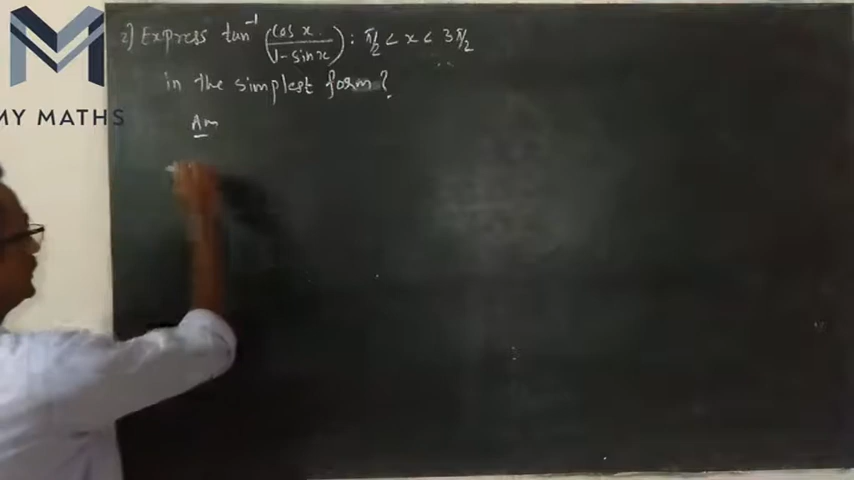 2) Express tan⁻¹ (cos x / 1 - sin x) : π/2 < x < 3π/2
in the simplest form ?
Ans
M
MY MATHS